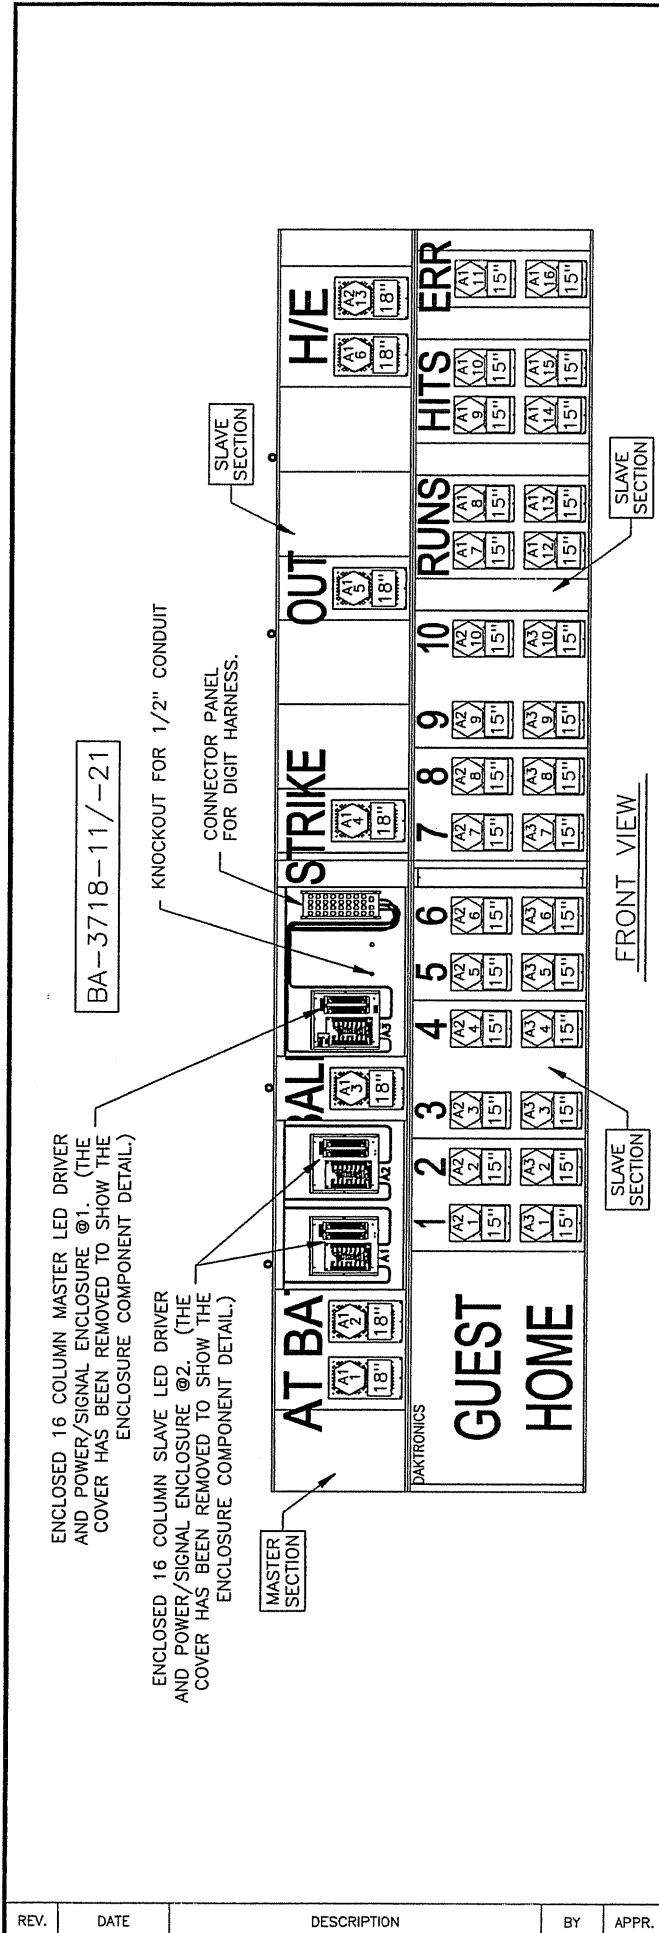 BA-3718-11/-21
ENCLOSED 16 COLUMN MASTER LED DRIVER
AND POWER/SIGNAL ENCLOSURE @1. (THE
COVER HAS BEEN REMOVED TO SHOW THE
ENCLOSURE COMPONENT DETAIL.)
KNOCKOUT FOR 1/2" CONDUIT
CONNECTOR PANEL
FOR DIGIT HARNESS.
ENCLOSED 16 COLUMN SLAVE LED DRIVER
AND POWER/SIGNAL ENCLOSURE @2. (THE
COVER HAS BEEN REMOVED TO SHOW THE
ENCLOSURE COMPONENT DETAIL.)
SLAVE
SECTION
MASTER
SECTION
AT BAT
BALL
STRIKE
OUT
H/E
A1 1 18"
A1 2 18"
A1
A2
A1 3 18"
A3
A1 4 18"
A1 5 18"
A1 6 18"
A2 13 18"
DAKTRONICS
1 2 3 4 5 6 7 8 9 10 RUNS HITS ERR
GUEST
A2 1 15"
A2 2 15"
A2 3 15"
A2 4 15"
A2 5 15"
A2 6 15"
A2 7 15"
A2 8 15"
A2 9 15"
A2 10 15"
A1 7 15"
A1 8 15"
A1 9 15"
A1 10 15"
A1 11 15"
HOME
A3 1 15"
A3 2 15"
A3 3 15"
A3 4 15"
A3 5 15"
A3 6 15"
A3 7 15"
A3 8 15"
A3 9 15"
A3 10 15"
A1 12 15"
A1 13 15"
A1 14 15"
A1 15 15"
A1 16 15"
SLAVE
SECTION
SLAVE
SECTION
FRONT VIEW
REV. DATE DESCRIPTION BY APPR.